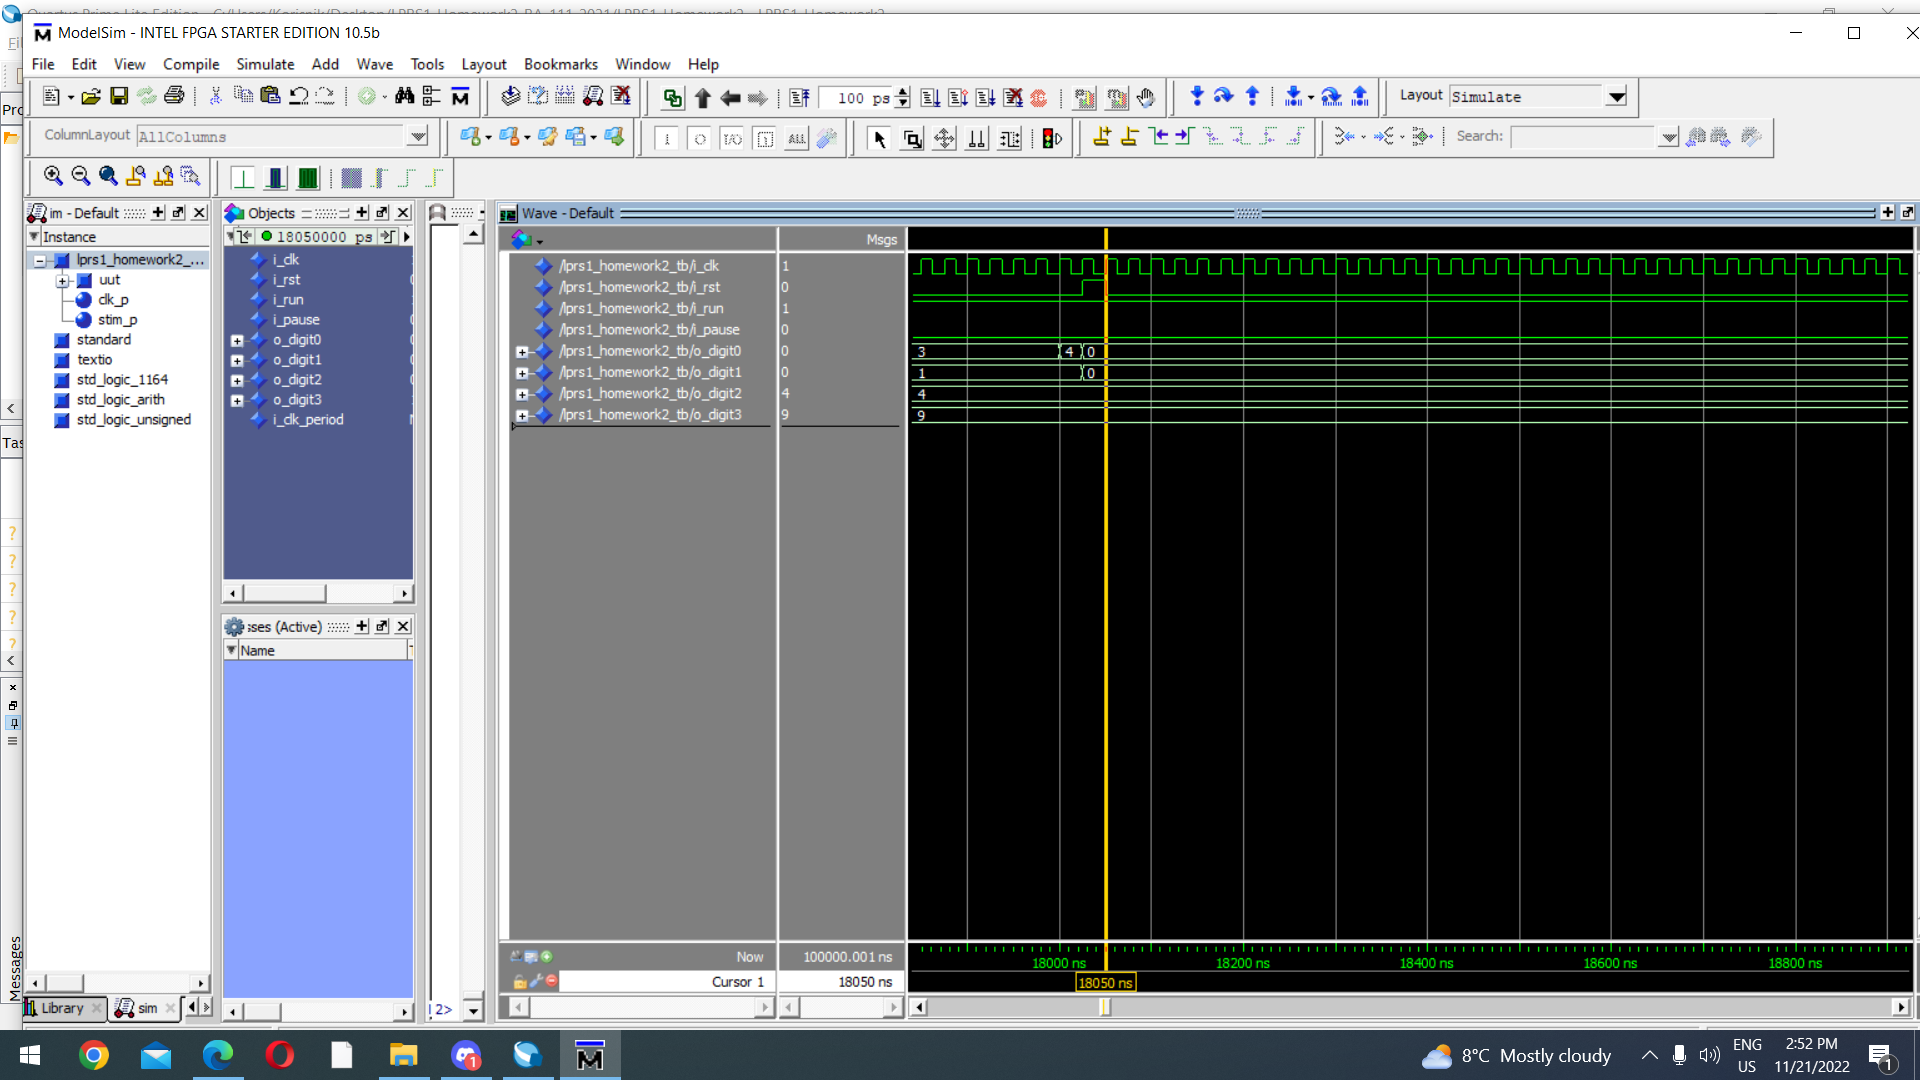 ModelSim - INTEL FPGA STARTER EDITION 10.5b
File Edit View Compile Simulate Add Wave Tools Layout Bookmarks Window Help
100 ps
Layout Simulate
ColumnLayout AllColumns
Search:
im - Default
Instance
lprs1_homework2_...
uut
clk_p
stim_p
standard
textio
std_logic_1164
std_logic_arith
std_logic_unsigned
Library
sim
Objects
18050000 ps
i_clk
i_rst
i_run
i_pause
o_digit0
o_digit1
o_digit2
o_digit3
i_clk_period
sses (Active)
Name
2>
Wave - Default
Msgs
/lprs1_homework2_tb/i_clk 1
/lprs1_homework2_tb/i_rst 0
/lprs1_homework2_tb/i_run 1
/lprs1_homework2_tb/i_pause 0
/lprs1_homework2_tb/o_digit0 0 3 4 0
/lprs1_homework2_tb/o_digit1 0 1 0
/lprs1_homework2_tb/o_digit2 4 4
/lprs1_homework2_tb/o_digit3 9 9
Now 100000.001 ns
18000 ns 18200 ns 18400 ns 18600 ns 18800 ns
Cursor 1 18050 ns 18050 ns
Pro
Tas
Messages
8°C Mostly cloudy
ENG
US
2:52 PM
11/21/2022
1
1